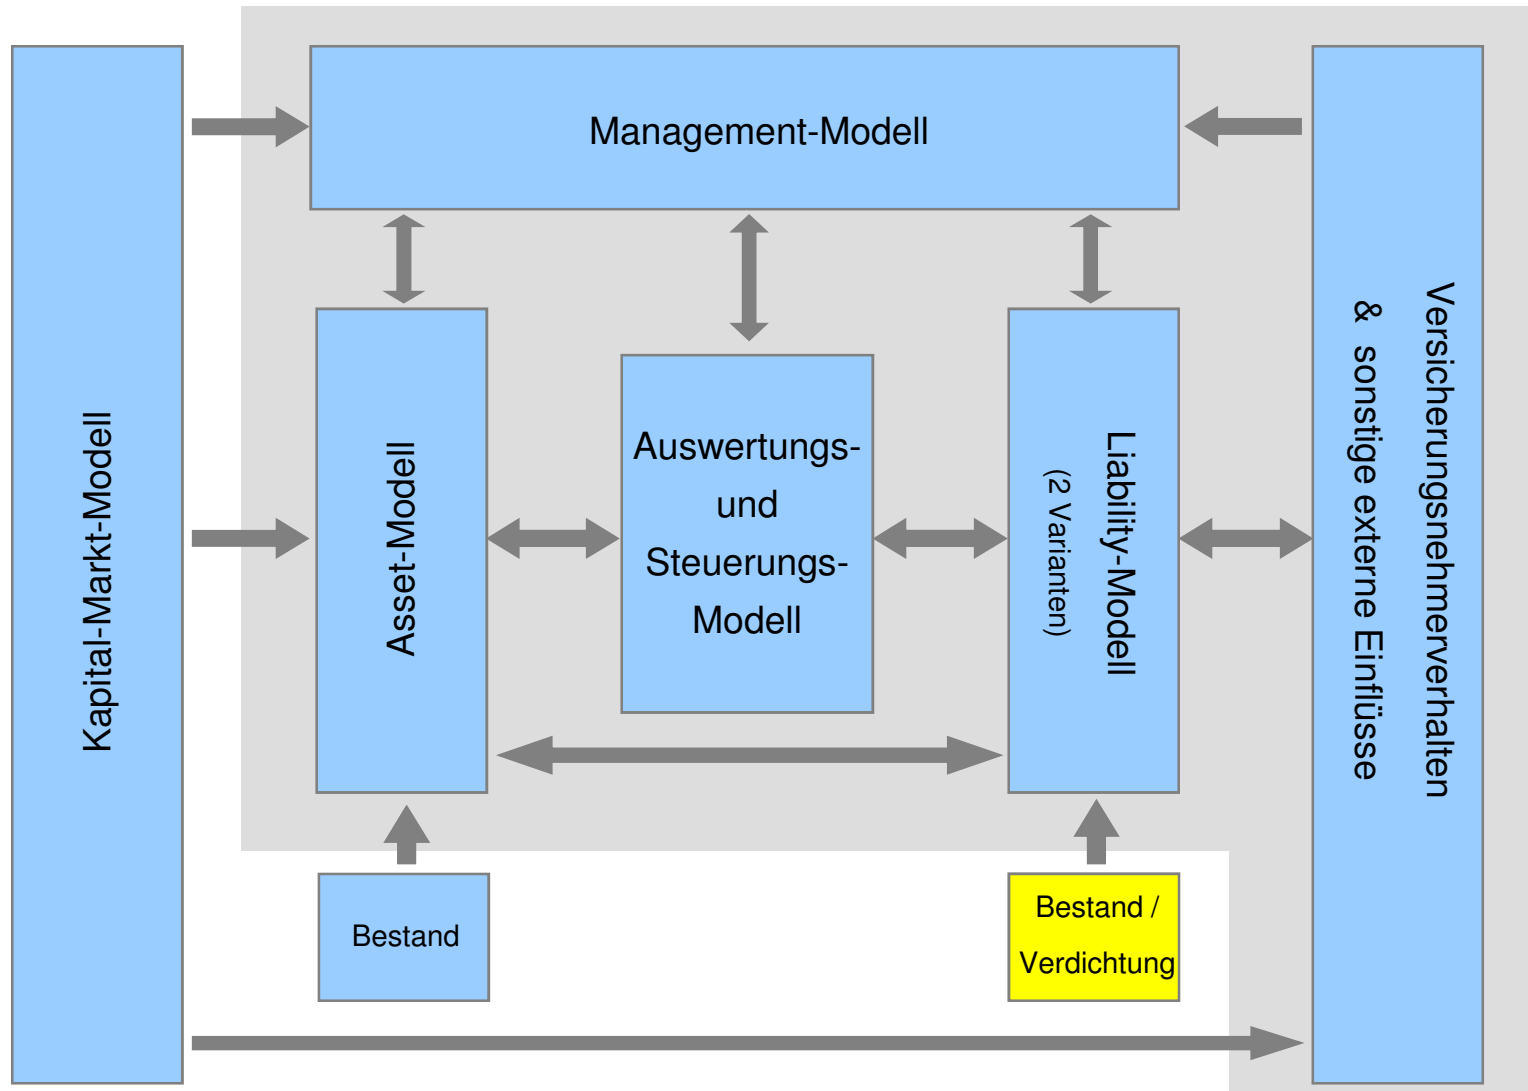 Management-Modell
Kapital-Markt-Modell
Asset-Modell
Auswertungs-
und
Steuerungs-
Modell
Liability-Modell
(2 Varianten)
Versicherungsnehmerverhalten
& sonstige externe Einflüsse
Bestand
Bestand /
Verdichtung